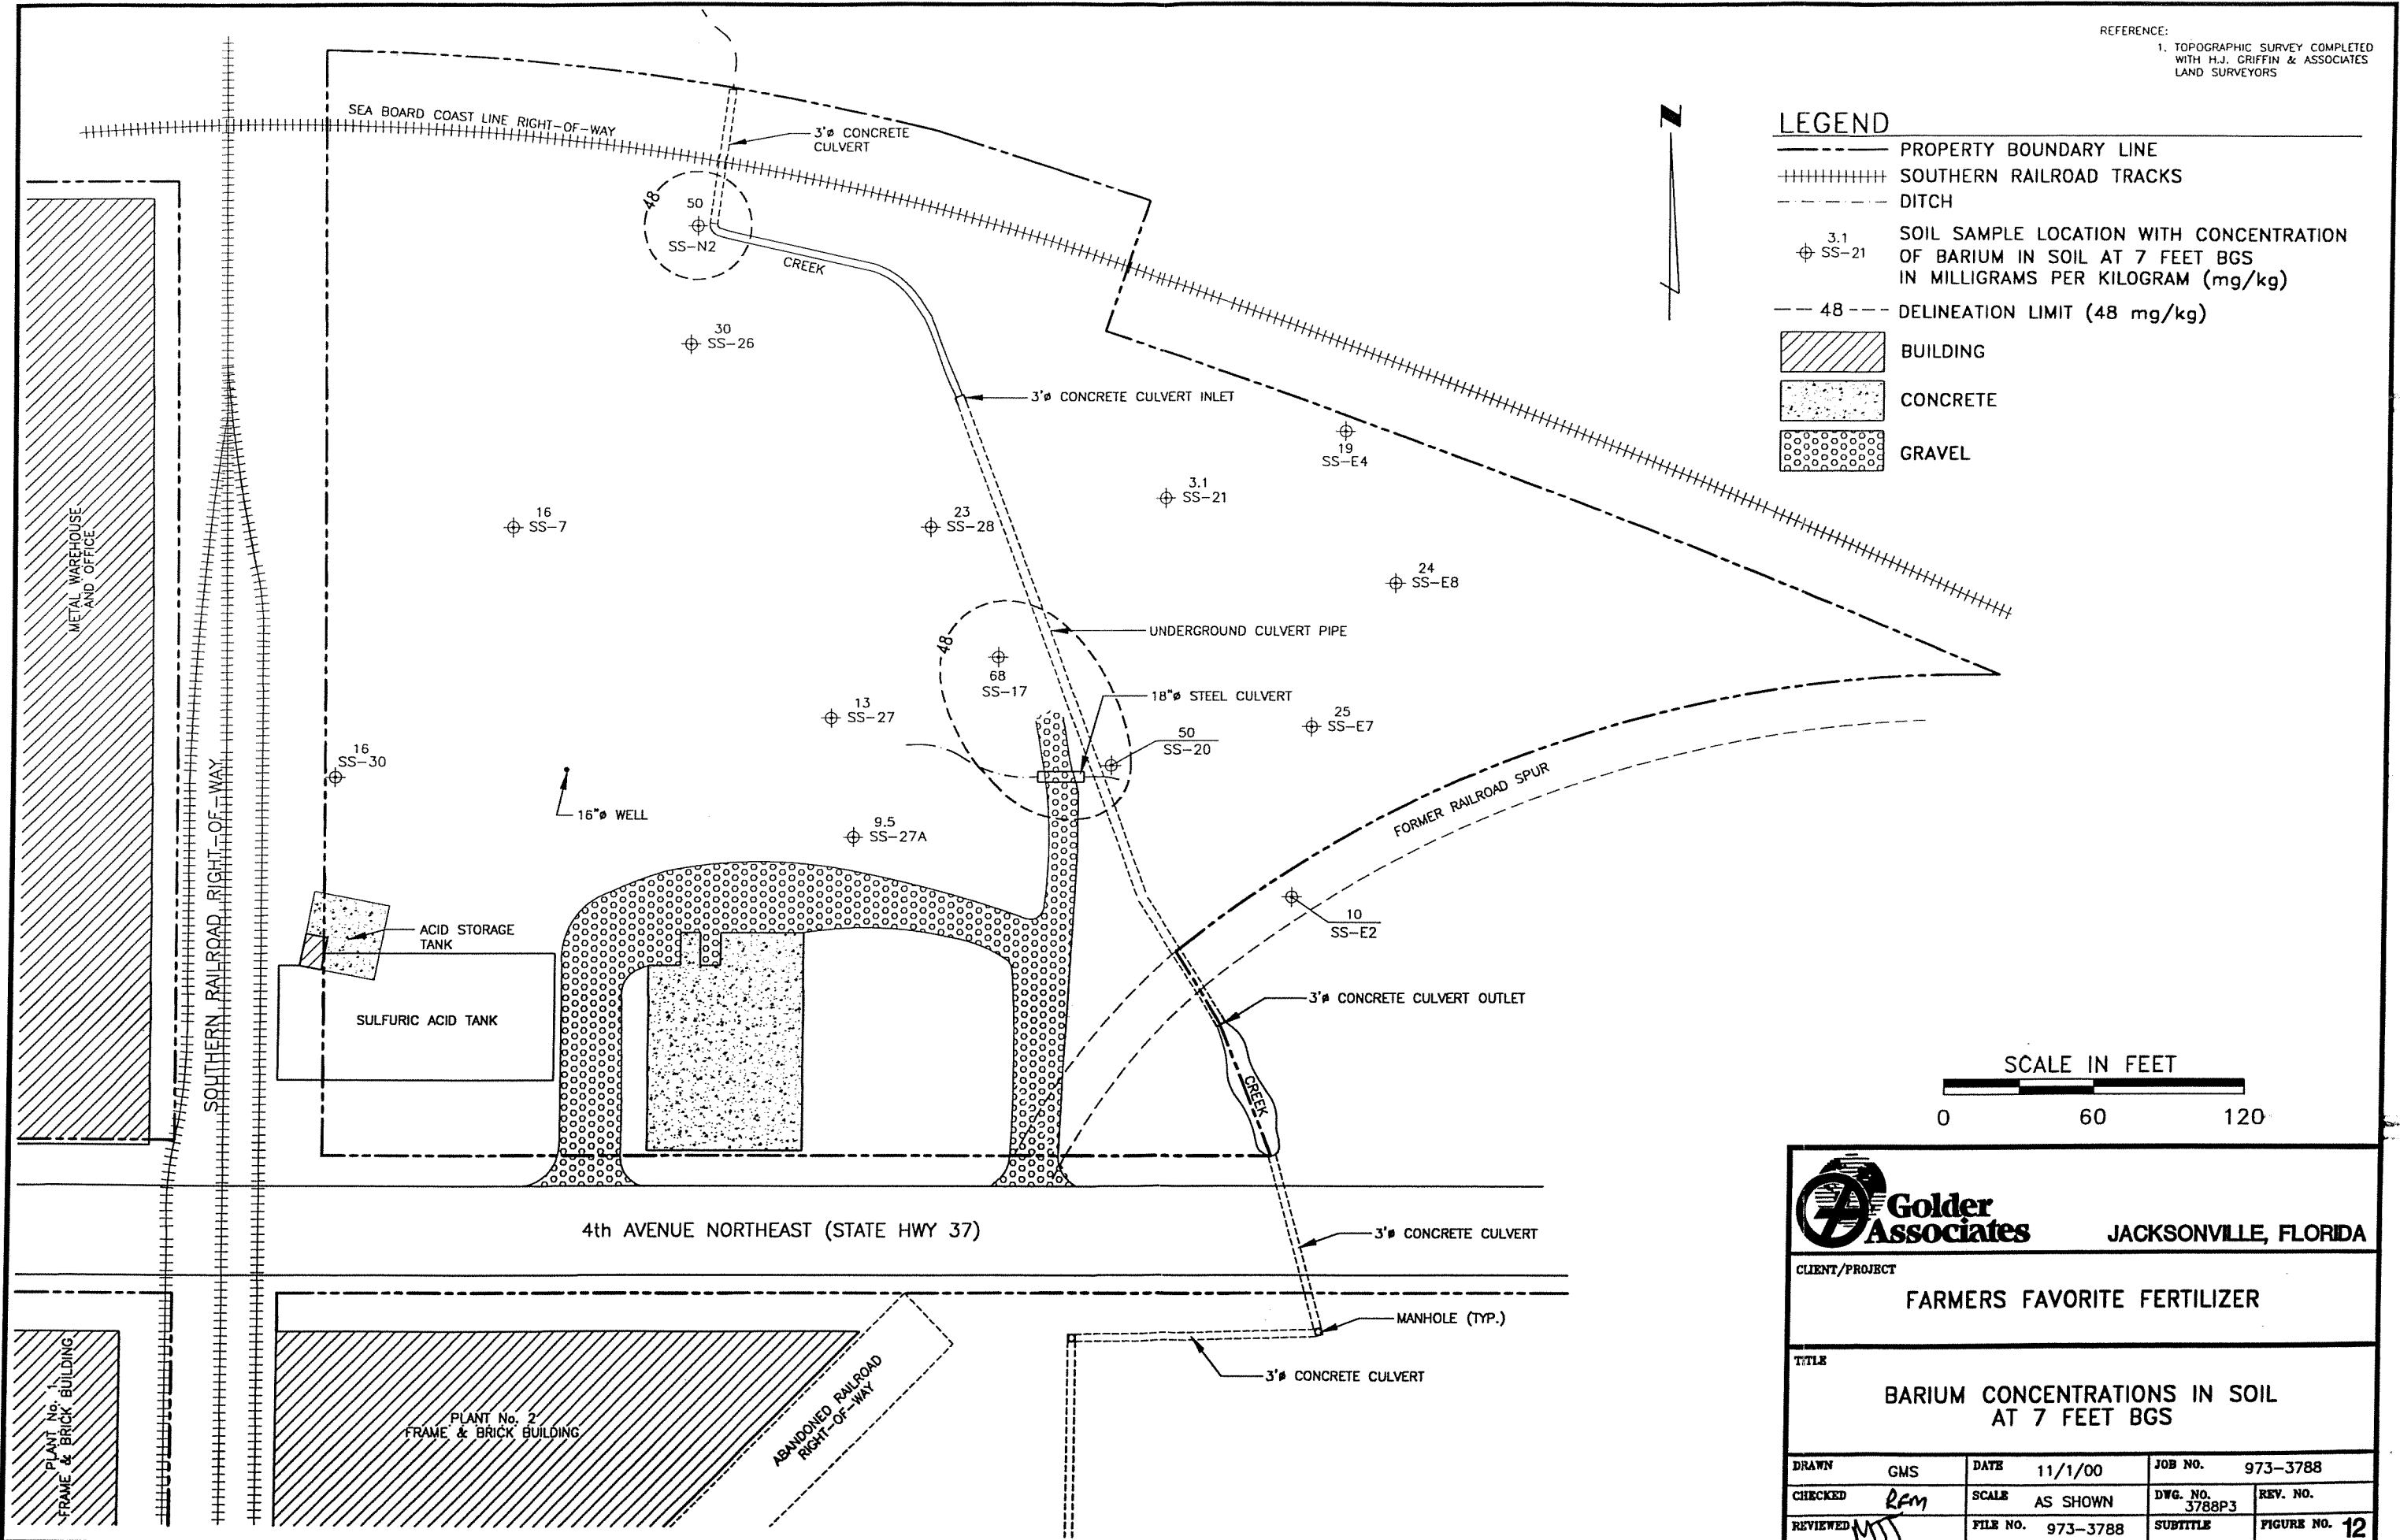 REFERENCE:
1. TOPOGRAPHIC SURVEY COMPLETED
WITH H.J. GRIFFIN & ASSOCIATES
LAND SURVEYORS
LEGEND
PROPERTY BOUNDARY LINE
SOUTHERN RAILROAD TRACKS
DITCH
3.1
SS-21
SOIL SAMPLE LOCATION WITH CONCENTRATION
OF BARIUM IN SOIL AT 7 FEET BGS
IN MILLIGRAMS PER KILOGRAM (mg/kg)
48
DELINEATION LIMIT (48 mg/kg)
BUILDING
CONCRETE
GRAVEL
N
SEA BOARD COAST LINE RIGHT-OF-WAY
3'ø CONCRETE
CULVERT
48
50
SS-N2
CREEK
30
SS-26
3'ø CONCRETE CULVERT INLET
19
SS-E4
3.1
SS-21
16
SS-7
23
SS-28
24
SS-E8
METAL WAREHOUSE
AND OFFICE
UNDERGROUND CULVERT PIPE
48
68
SS-17
18"ø STEEL CULVERT
13
SS-27
25
SS-E7
50
SS-20
16
SS-30
16"ø WELL
9.5
SS-27A
FORMER RAILROAD SPUR
SOUTHERN RAILROAD RIGHT-OF-WAY
10
SS-E2
ACID STORAGE
TANK
SULFURIC ACID TANK
3'ø CONCRETE CULVERT OUTLET
CREEK
SCALE IN FEET
0 60 120
4th AVENUE NORTHEAST (STATE HWY 37)
3'ø CONCRETE CULVERT
MANHOLE (TYP.)
3'ø CONCRETE CULVERT
PLANT No. 1
FRAME & BRICK BUILDING
PLANT No. 2
FRAME & BRICK BUILDING
ABANDONED RAILROAD
RIGHT-OF-WAY
Golder
Associates
JACKSONVILLE, FLORIDA
CLIENT/PROJECT
FARMERS FAVORITE FERTILIZER
TITLE
BARIUM CONCENTRATIONS IN SOIL
AT 7 FEET BGS
DRAWN GMS DATE 11/1/00 JOB NO. 973-3788
CHECKED RFM SCALE AS SHOWN DWG. NO. 3788P3 REV. NO.
REVIEWED MTT FILE NO. 973-3788 SUBTITLE FIGURE NO. 12